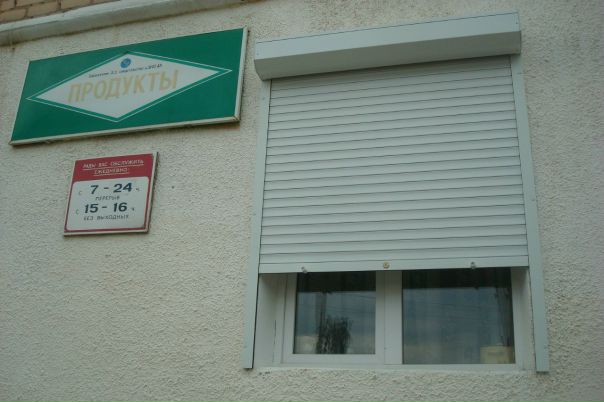 ПРОДУКТЫ
РАДЫ ВАС ОБСЛУЖИТЬ
ЕЖЕДНЕВНО:
С 7 - 24 Ч.
ПЕРЕРЫВ
С 15 - 16 Ч.
БЕЗ ВЫХОДНЫХ